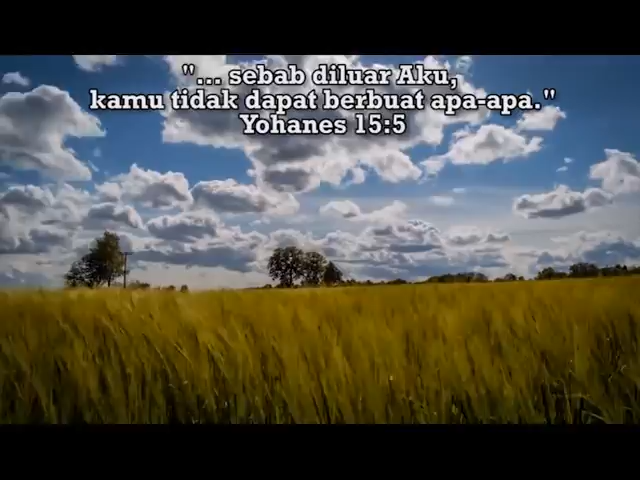 "... sebab diluar Aku,
kamu tidak dapat berbuat apa-apa."
Yohanes 15:5